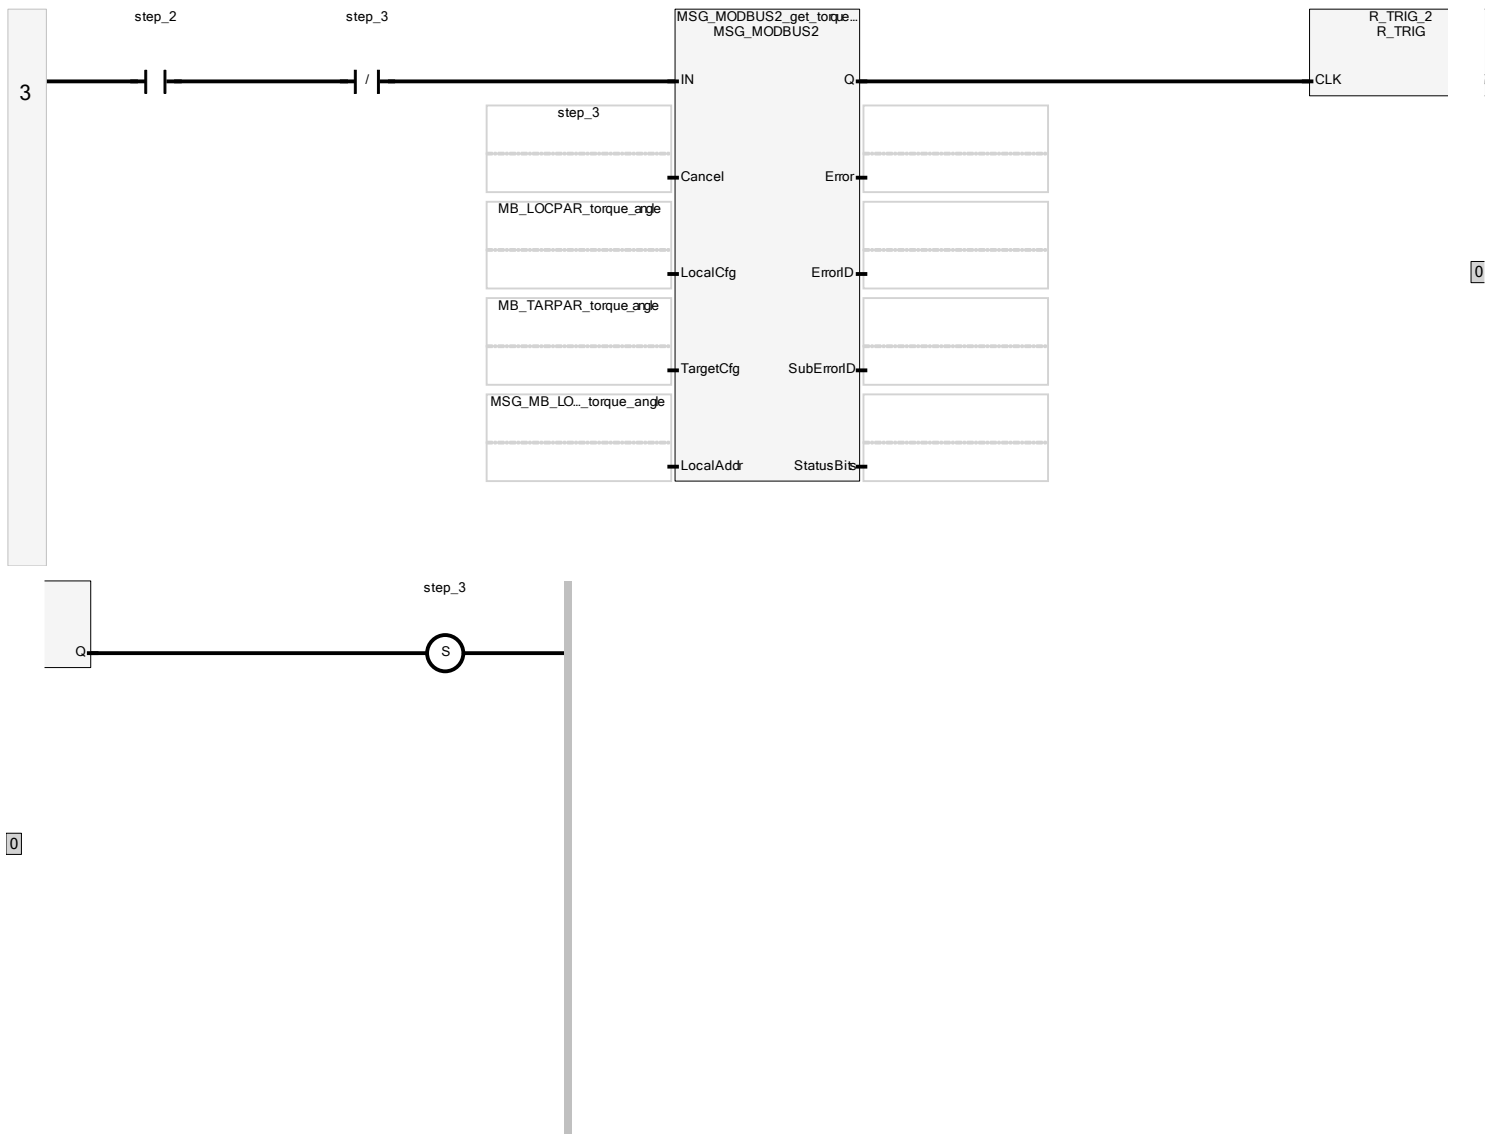 step_2
step_3
MSG_MODBUS2_get_torque...
MSG_MODBUS2
R_TRIG_2
R_TRIG
3
/
IN
Q
CLK
step_3
Cancel
Error
MB_LOCPAR_torque_angle
LocalCfg
ErrorID
0
MB_TARPAR_torque_angle
TargetCfg
SubErrorID
MSG_MB_LO..._torque_angle
LocalAddr
StatusBits
step_3
Q
S
0